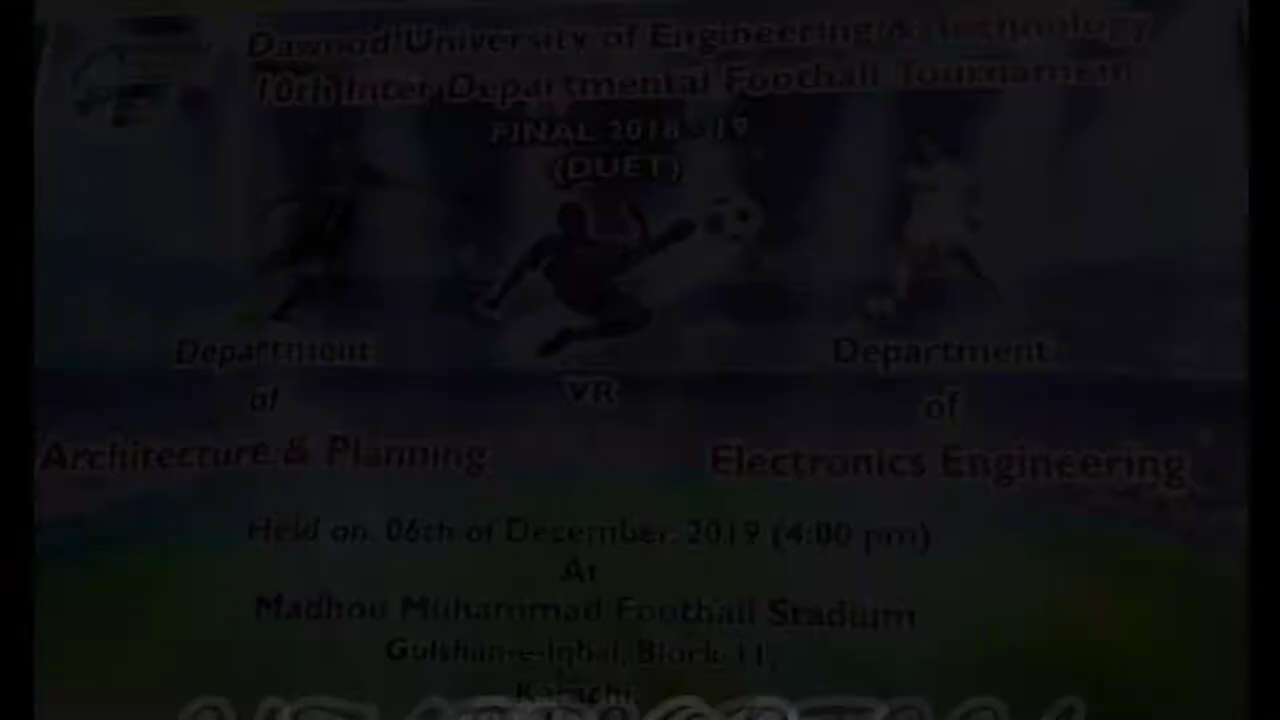 Dawood University of Engineering & Technology
10th Inter Departmental Football Tournament
FINAL 2018 - 19
(DUET)
Department
of
Architecture & Planning
VR
Department
of
Electronics Engineering
Held on. 06th of December. 2019 (4:00 pm)
At
Madhou Muhammad Football Stadium
Gulshan-e-Iqbal, Block 11,
Karachi.